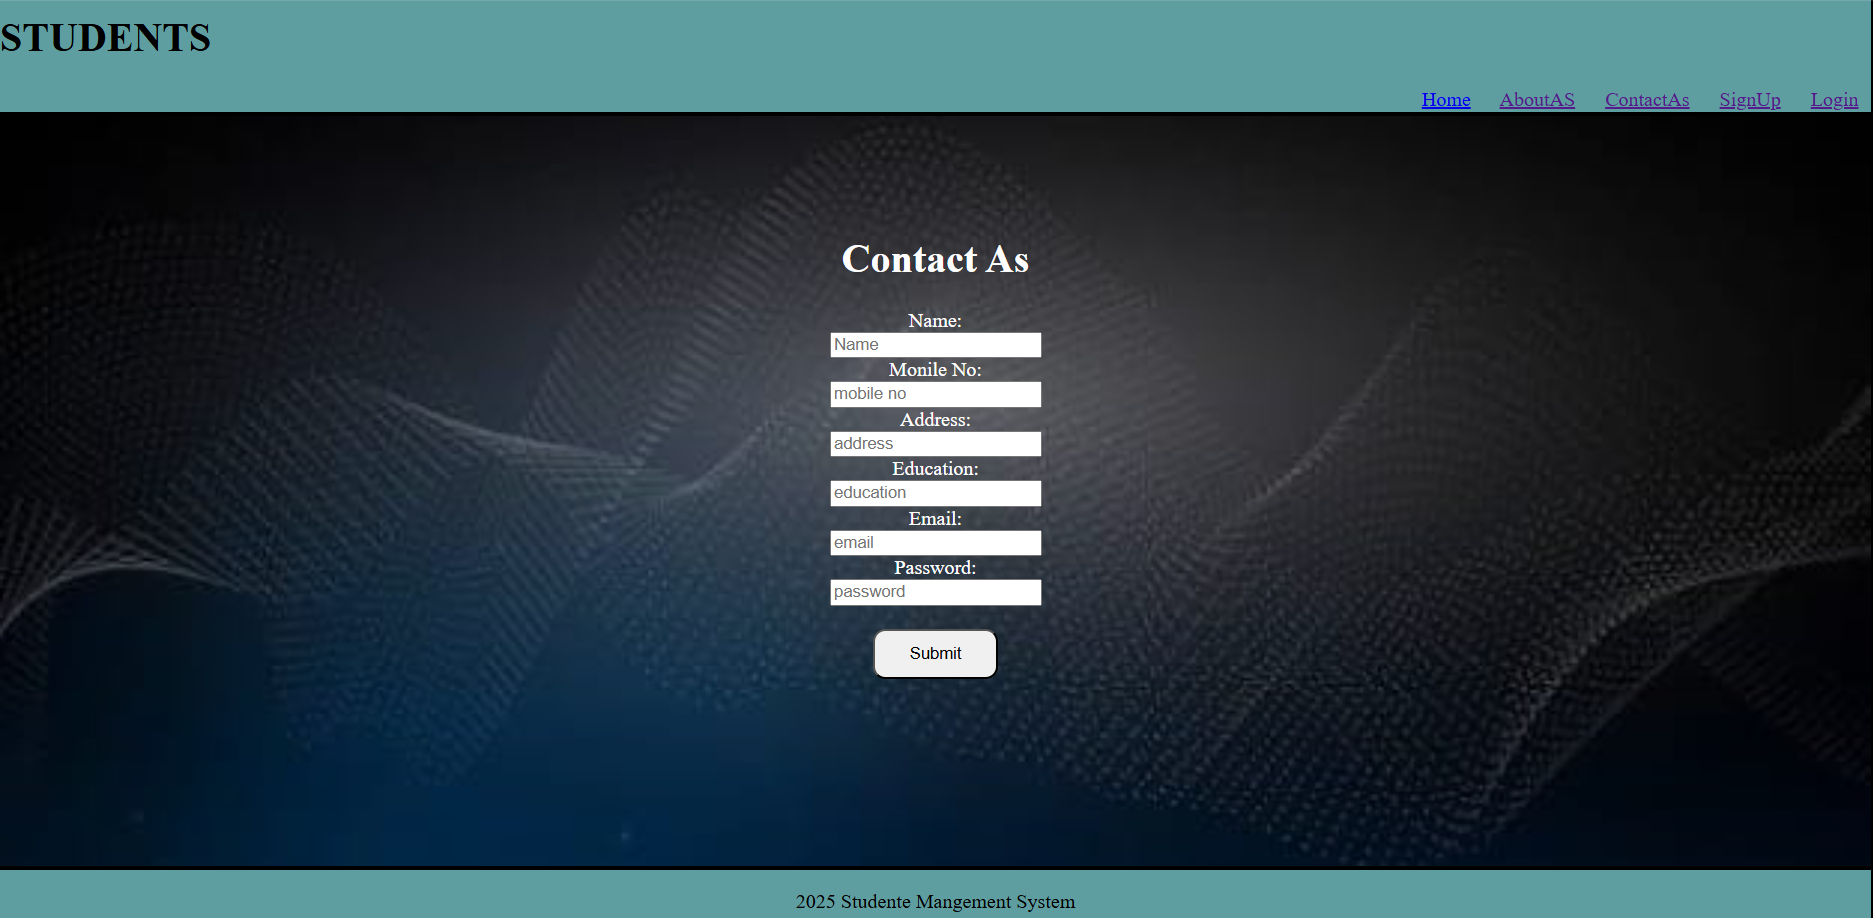 STUDENTS
Home AboutAS ContactAs SignUp Login
Contact As
Name:
Name
Monile No:
mobile no
Address:
address
Education:
education
Email:
email
Password:
password
Submit
2025 Studente Mangement System